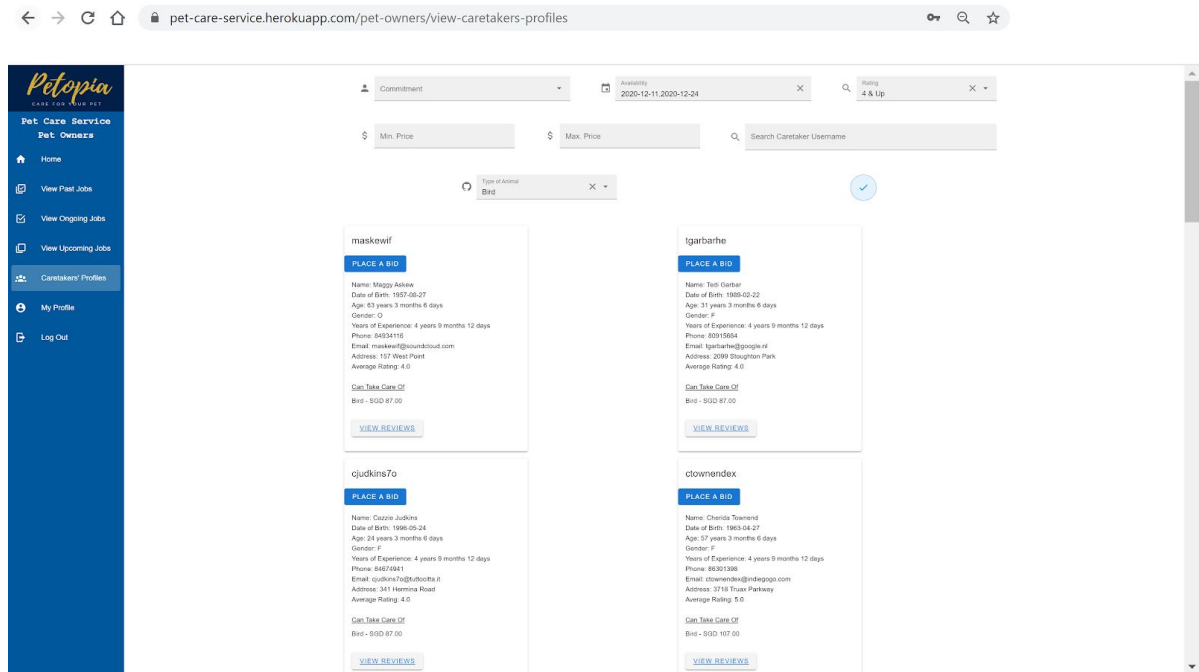 pet-care-service.herokuapp.com/pet-owners/view-caretakers-profiles
Petopia
CARE FOR YOUR PET
Pet Care Service
Pet Owners
Home
View Past Jobs
View Ongoing Jobs
View Upcoming Jobs
Caretakers' Profiles
My Profile
Log Out
Commitment
Availability
2020-12-11,2020-12-24
Rating
4 & Up
$ Min. Price
$ Max. Price
Search Caretaker Username
Type of Animal
Bird
maskewif
PLACE A BID
Name: Maggy Askew
Date of Birth: 1957-08-27
Age: 63 years 3 months 6 days
Gender: O
Years of Experience: 4 years 9 months 12 days
Phone: 84934116
Email: maskewif@soundcloud.com
Address: 157 West Point
Average Rating: 4.0
Can Take Care Of
Bird - SGD 87.00
VIEW REVIEWS
tgarbarhe
PLACE A BID
Name: Tedi Garbar
Date of Birth: 1989-02-22
Age: 31 years 3 months 6 days
Gender: F
Years of Experience: 4 years 9 months 12 days
Phone: 80915684
Email: tgarbarhe@google.nl
Address: 2099 Stoughton Park
Average Rating: 4.0
Can Take Care Of
Bird - SGD 87.00
VIEW REVIEWS
cjudkins7o
PLACE A BID
Name: Cazzie Judkins
Date of Birth: 1996-05-24
Age: 24 years 3 months 6 days
Gender: F
Years of Experience: 4 years 9 months 12 days
Phone: 84674941
Email: cjudkins7o@tuttocitta.it
Address: 341 Hermina Road
Average Rating: 4.0
Can Take Care Of
Bird - SGD 87.00
VIEW REVIEWS
ctownendex
PLACE A BID
Name: Cherida Townend
Date of Birth: 1963-04-27
Age: 57 years 3 months 6 days
Gender: F
Years of Experience: 4 years 9 months 12 days
Phone: 86301398
Email: ctownendex@indiegogo.com
Address: 3718 Truax Parkway
Average Rating: 5.0
Can Take Care Of
Bird - SGD 107.00
VIEW REVIEWS